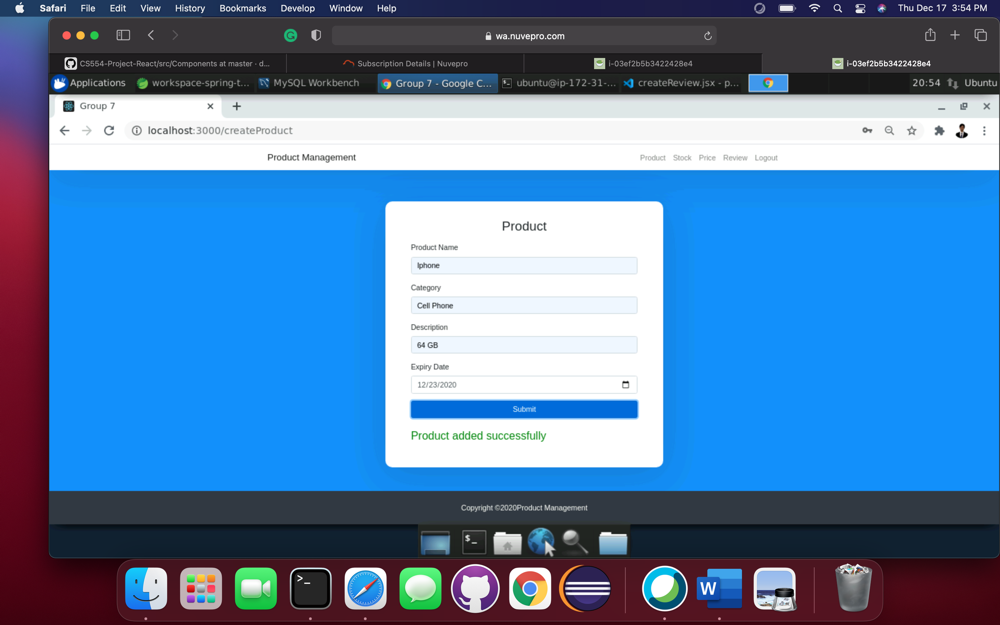 Safari File Edit View History Bookmarks Develop Window Help Thu Dec 17 3:54 PM
wa.nuvepro.com
CS554-Project-React/src/Components at master · d... Subscription Details | Nuvepro i-03ef2b5b3422428e4 i-03ef2b5b3422428e4
Applications workspace-spring-t... MySQL Workbench Group 7 - Google C... ubuntu@ip-172-31-... createReview.jsx - p... 20:54 Ubuntu
Group 7
localhost:3000/createProduct
Product Management Product Stock Price Review Logout
Product
Product Name
Iphone
Category
Cell Phone
Description
64 GB
Expiry Date
12/23/2020
Submit
Product added successfully
Copyright ©2020Product Management
$_
>_
W